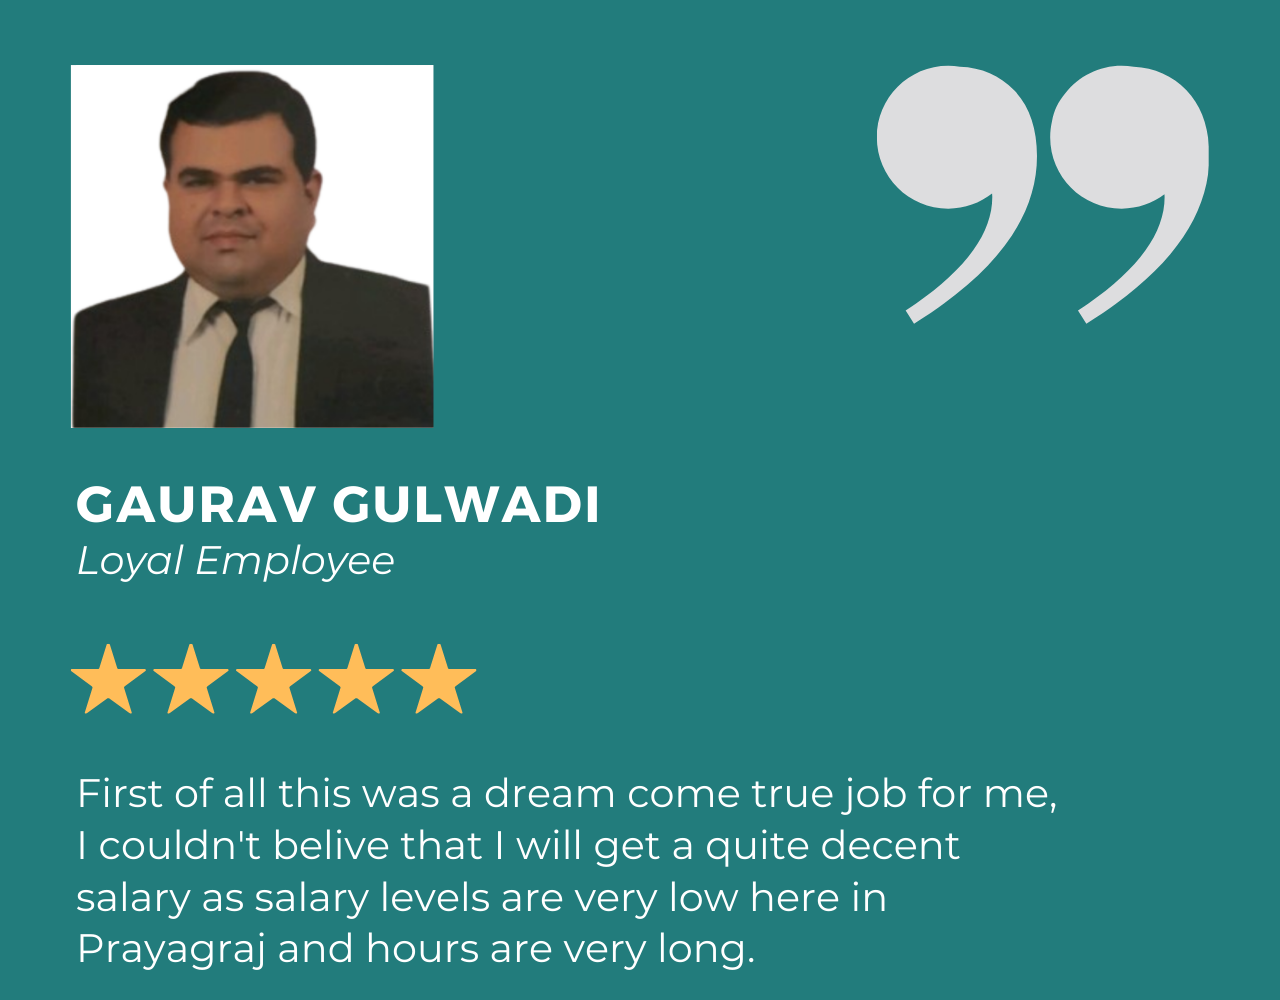 ”
GAURAV GULWADI
Loyal Employee
First of all this was a dream come true job for me,
I couldn't belive that I will get a quite decent
salary as salary levels are very low here in
Prayagraj and hours are very long.